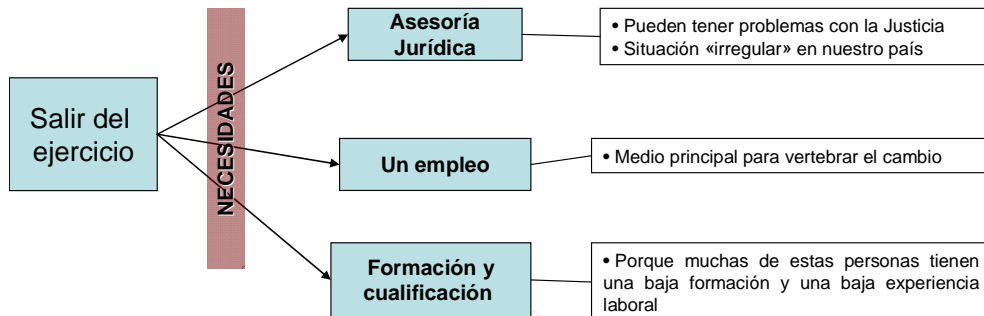 Salir del
ejercicio
NECESIDADES
Asesoría
Jurídica
• Pueden tener problemas con la Justicia
• Situación «irregular» en nuestro país
Un empleo
• Medio principal para vertebrar el cambio
Formación y
cualificación
• Porque muchas de estas personas tienen
una baja formación y una baja experiencia
laboral